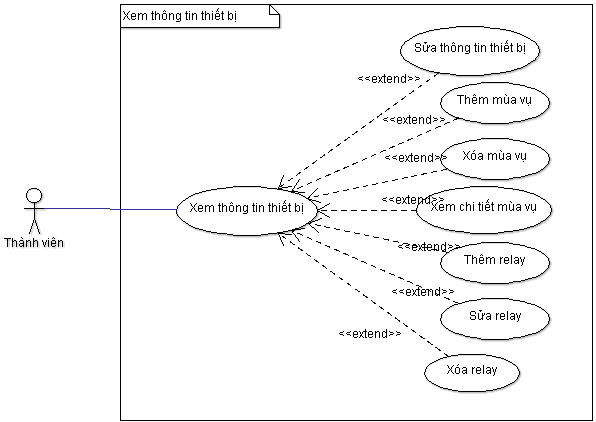 Xem thông tin thiết bị
Sửa thông tin thiết bị
<<extend>>
Thêm mùa vụ
<<extend>>
Xóa mùa vụ
<<extend>>
Xem thông tin thiết bị
<<extend>>
Xem chi tiết mùa vụ
Thành viên
<<extend>>
Thêm relay
<<extend>>
Sửa relay
<<extend>>
Xóa relay